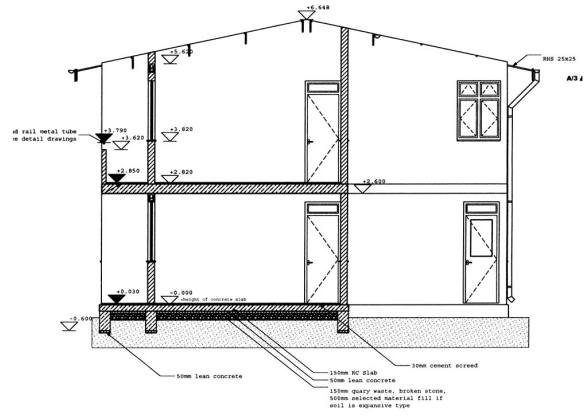 +6.648
+5.620
RHS 25x25
A/3
+3.790
d rail metal tube
e detail drawings
+3.620
+3.820
+2.850
+2.820
+2.600
+0.030
-0.000
+height of concrete slab
-0.600
50mm lean concrete
30mm cement screed
150mm RC Slab
50mm lean concrete
150mm quary waste, broken stone,
500mm selected material fill if
soil is expansive type